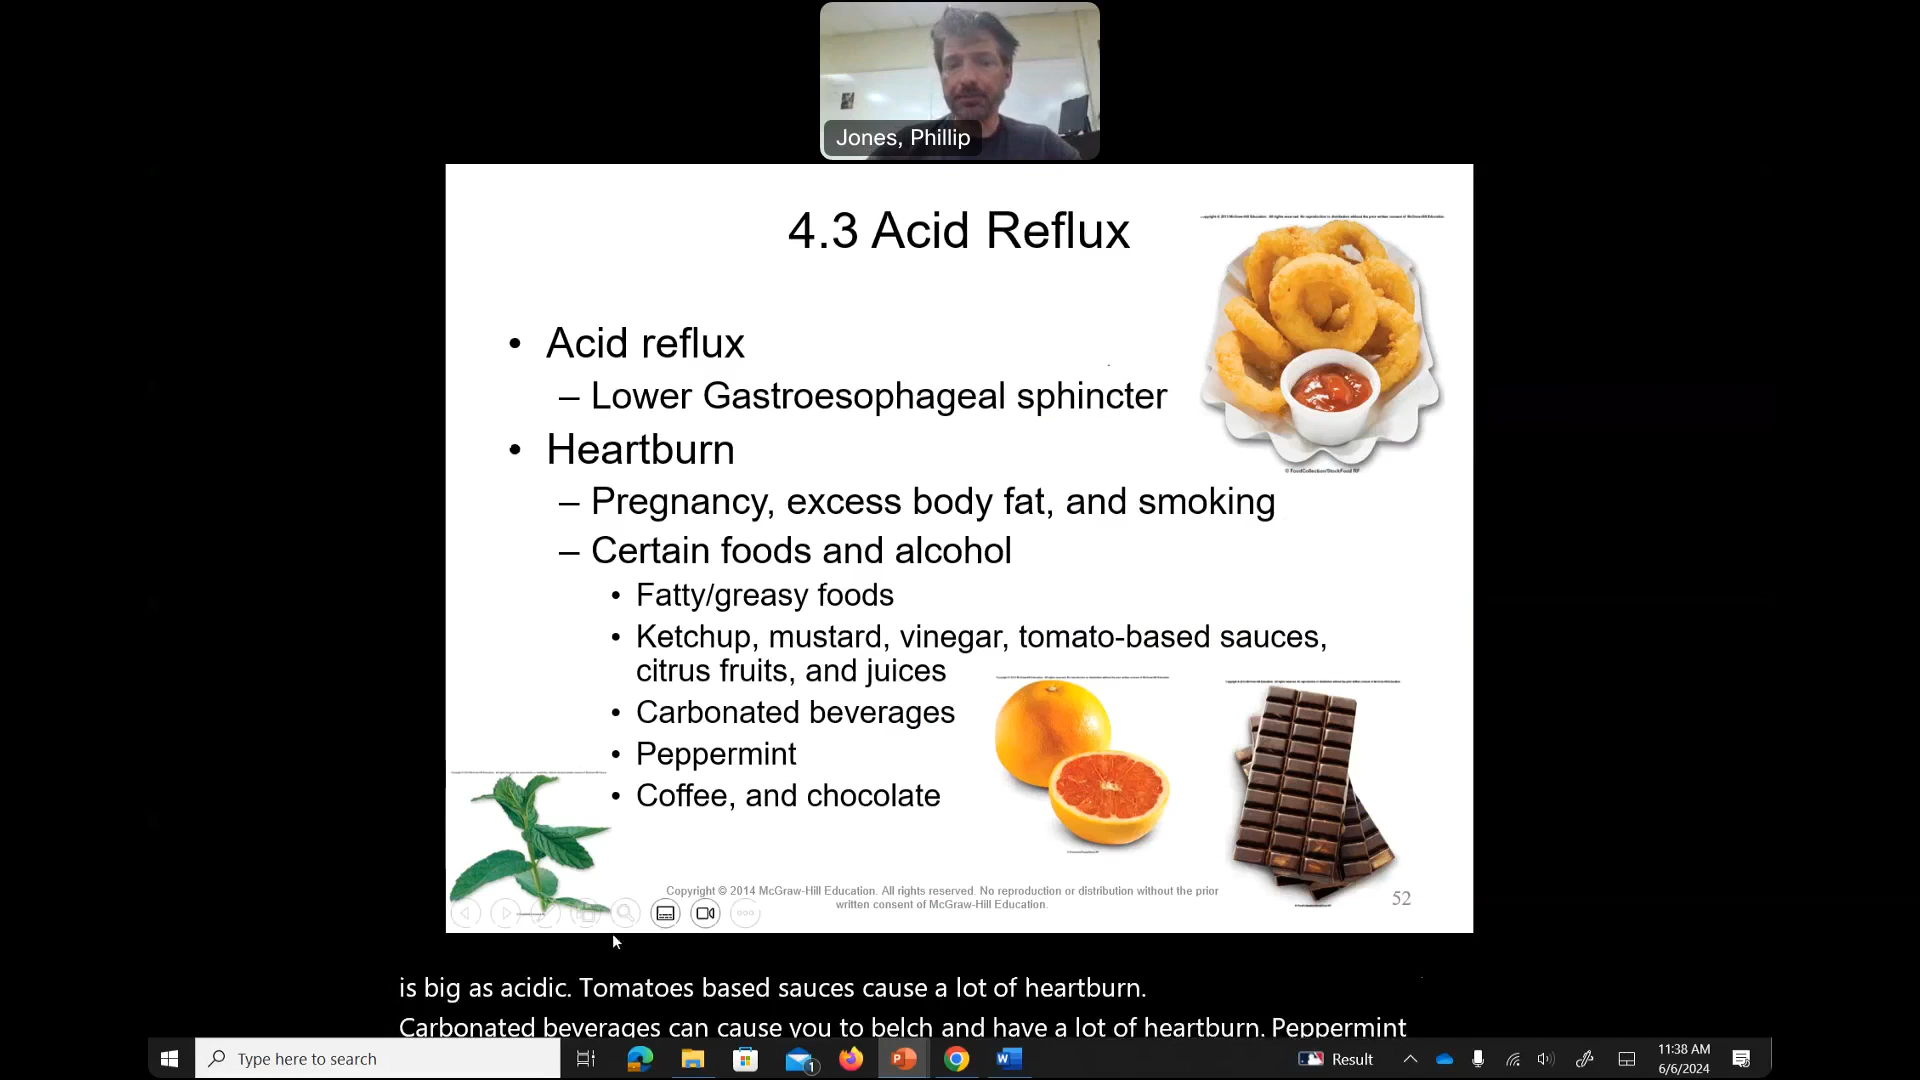 Jones, Phillip
4.3 Acid Reflux
• Acid reflux
– Lower Gastroesophageal sphincter
• Heartburn
– Pregnancy, excess body fat, and smoking
– Certain foods and alcohol
• Fatty/greasy foods
• Ketchup, mustard, vinegar, tomato-based sauces,
citrus fruits, and juices
• Carbonated beverages
• Peppermint
• Coffee, and chocolate
© FoodCollection/StockFood RF
Copyright © 2014 McGraw-Hill Education. All rights reserved. No reproduction or distribution without the prior
written consent of McGraw-Hill Education.
52
is big as acidic. Tomatoes based sauces cause a lot of heartburn.
Carbonated beverages can cause you to belch and have a lot of heartburn. Peppermint
Type here to search
1
Result
11:38 AM
6/6/2024